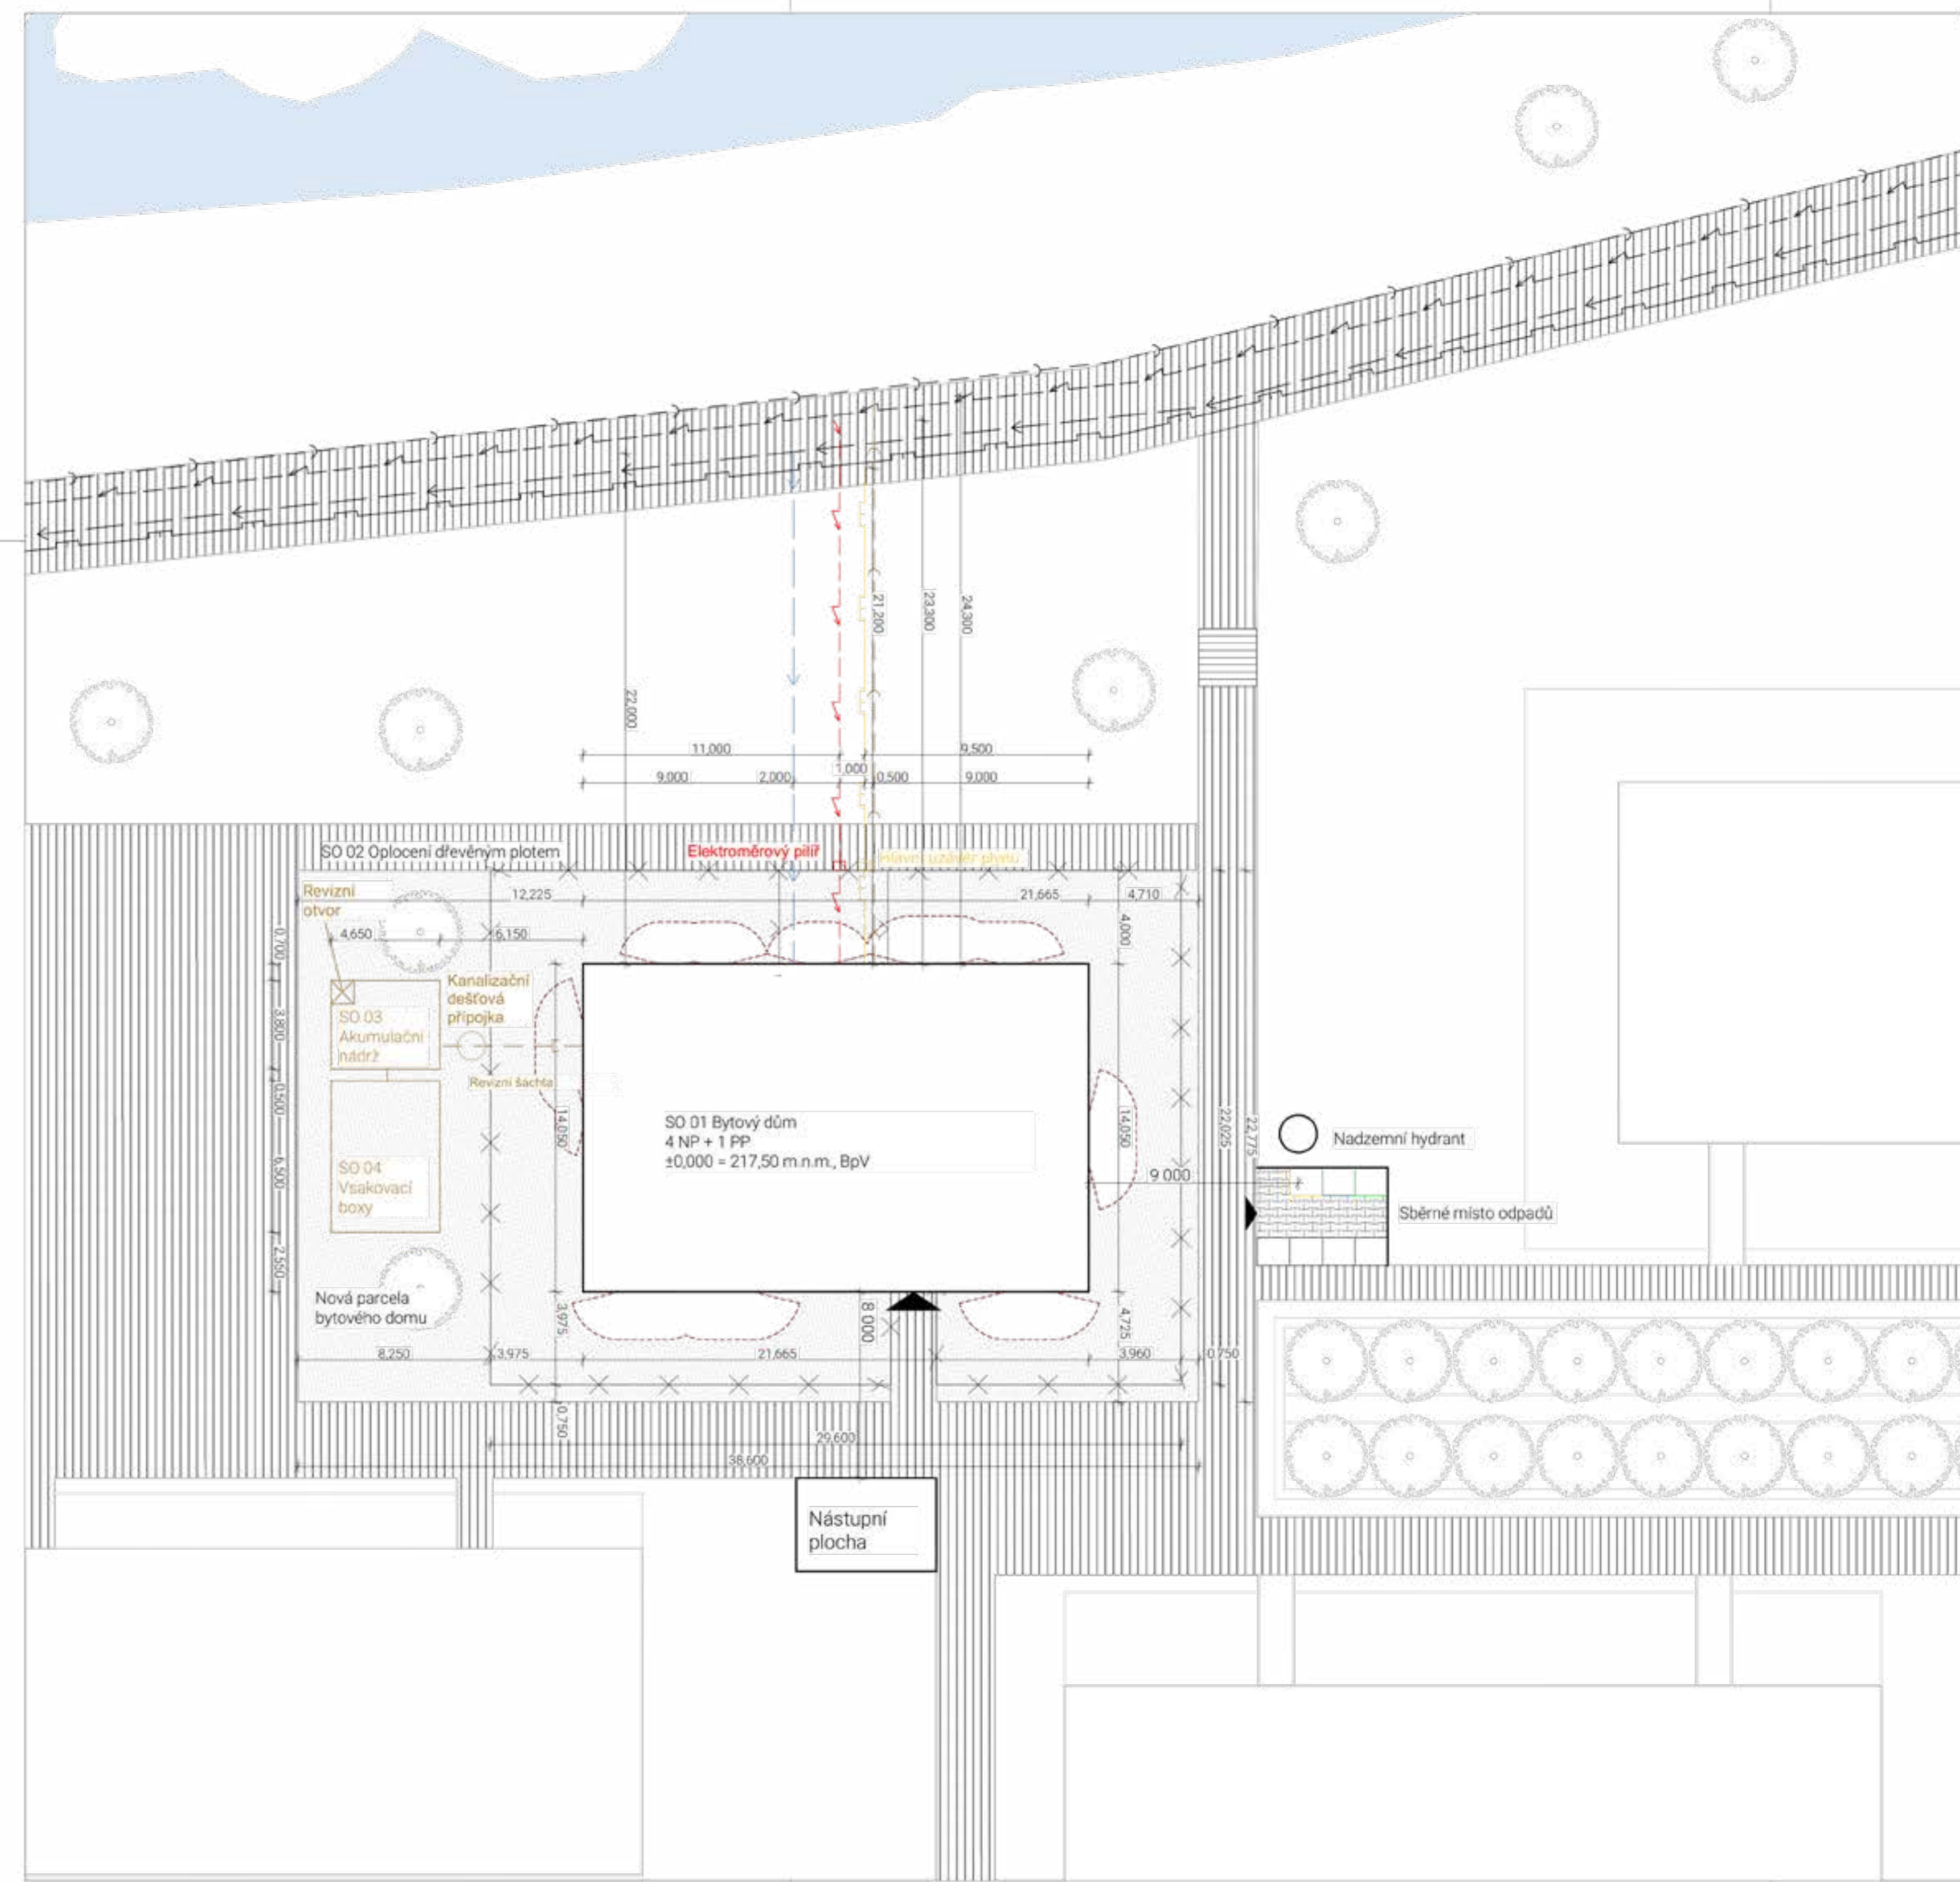 21,200
23,300
24,300
22,000
11,000
9,500
9,000
2,000
1,000
0,500
9,000
SO 02 Oplocení dřevěným plotem
Elektroměrový pilíř
Hlavní uzávěr plynu
Revizní
otvor
12,225
21,665
4,710
4,650
6,150
4,000
0,700
Kanalizační
dešťová
přípojka
SO 03
Akumulační
nádrž
3,800
Revizní šachta
0,500
14,050
SO 01 Bytový dům
4 NP + 1 PP
±0,000 = 217,50 m.n.m., BpV
14,050
22,025
22,775
Nadzemní hydrant
SO 04
Vsakovací
boxy
6,500
9 000
Sběrné místo odpadů
2,550
Nová parcela
bytového domu
3,975
8 000
4,725
8,250
3,975
21,665
3,960
0,750
0,750
29,600
38,600
Nástupní
plocha